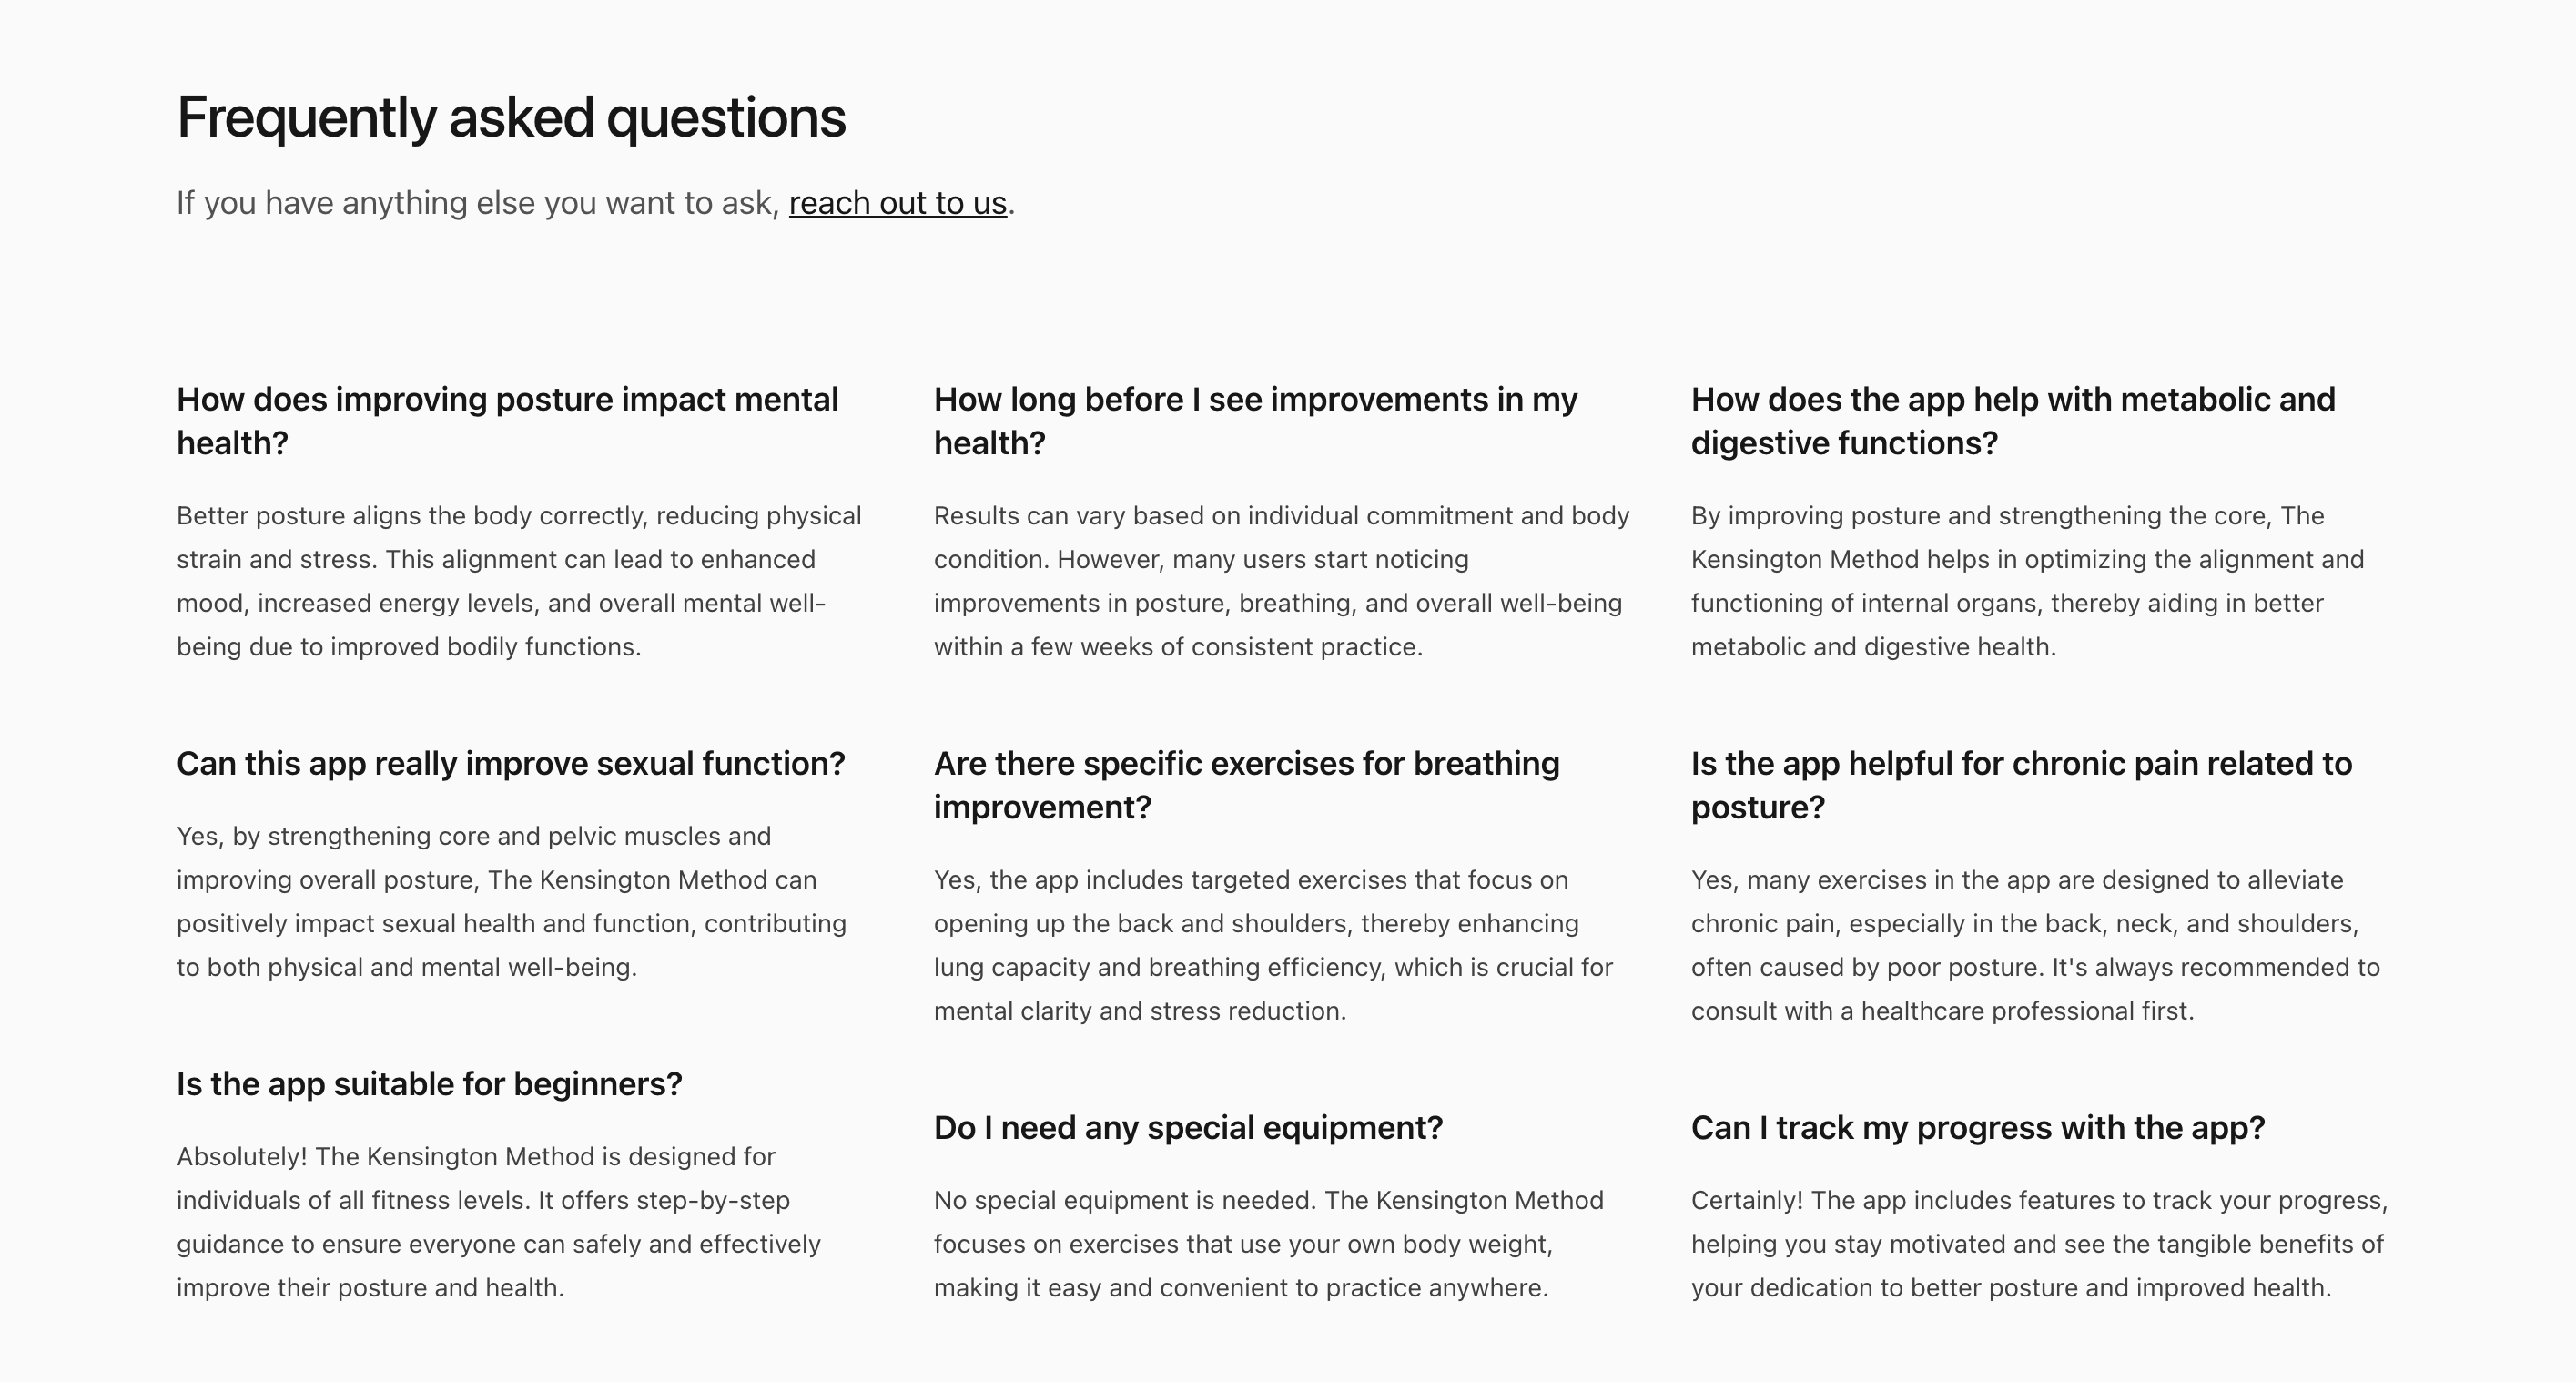 Frequently asked questions
If you have anything else you want to ask, reach out to us.
How does improving posture impact mental
health?
Better posture aligns the body correctly, reducing physical
strain and stress. This alignment can lead to enhanced
mood, increased energy levels, and overall mental well-
being due to improved bodily functions.
Can this app really improve sexual function?
Yes, by strengthening core and pelvic muscles and
improving overall posture, The Kensington Method can
positively impact sexual health and function, contributing
to both physical and mental well-being.
Is the app suitable for beginners?
Absolutely! The Kensington Method is designed for
individuals of all fitness levels. It offers step-by-step
guidance to ensure everyone can safely and effectively
improve their posture and health.
How long before I see improvements in my
health?
Results can vary based on individual commitment and body
condition. However, many users start noticing
improvements in posture, breathing, and overall well-being
within a few weeks of consistent practice.
Are there specific exercises for breathing
improvement?
Yes, the app includes targeted exercises that focus on
opening up the back and shoulders, thereby enhancing
lung capacity and breathing efficiency, which is crucial for
mental clarity and stress reduction.
Do I need any special equipment?
No special equipment is needed. The Kensington Method
focuses on exercises that use your own body weight,
making it easy and convenient to practice anywhere.
How does the app help with metabolic and
digestive functions?
By improving posture and strengthening the core, The
Kensington Method helps in optimizing the alignment and
functioning of internal organs, thereby aiding in better
metabolic and digestive health.
Is the app helpful for chronic pain related to
posture?
Yes, many exercises in the app are designed to alleviate
chronic pain, especially in the back, neck, and shoulders,
often caused by poor posture. It's always recommended to
consult with a healthcare professional first.
Can I track my progress with the app?
Certainly! The app includes features to track your progress,
helping you stay motivated and see the tangible benefits of
your dedication to better posture and improved health.